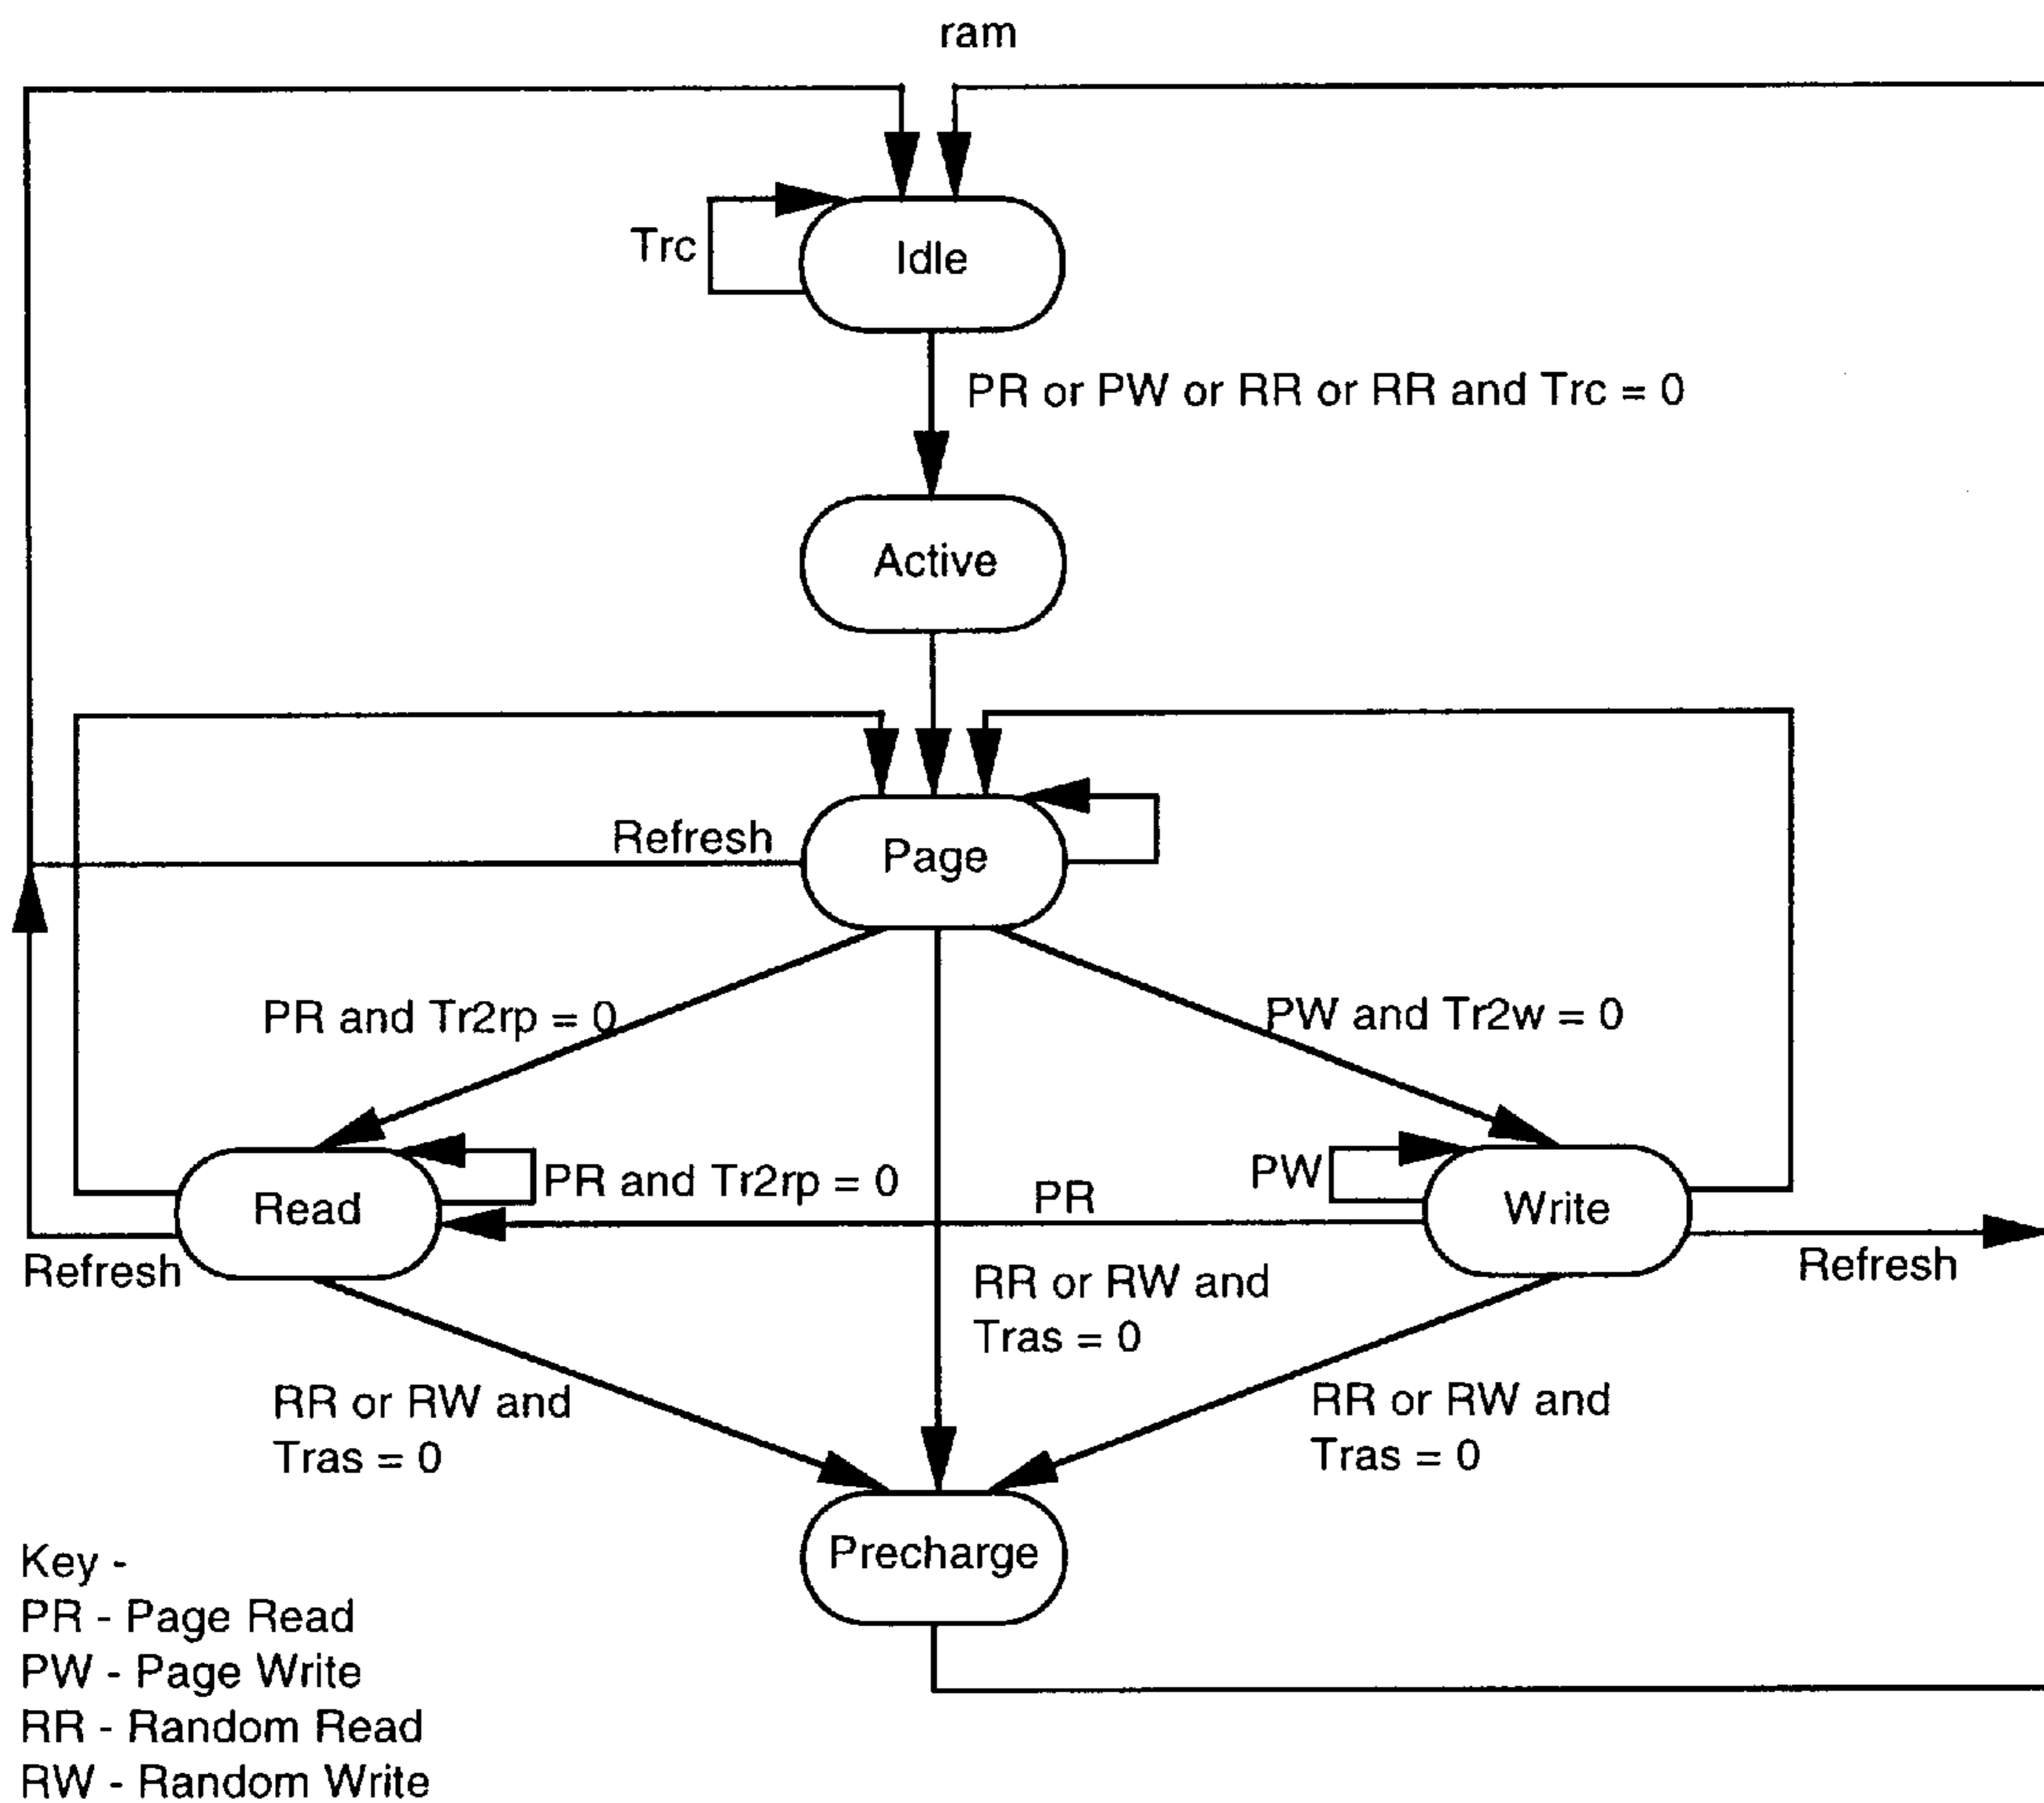 ram
Trc
Idle
PR or PW or RR or RR and Trc = 0
Active
Refresh
Page
PR and Tr2rp = 0
PW and Tr2w = 0
Read
PR and Tr2rp = 0
PR
PW
Write
Refresh
Refresh
RR or RW and
Tras = 0
RR or RW and
Tras = 0
RR or RW and
Tras = 0
Precharge
Key -
PR - Page Read
PW - Page Write
RR - Random Read
RW - Random Write